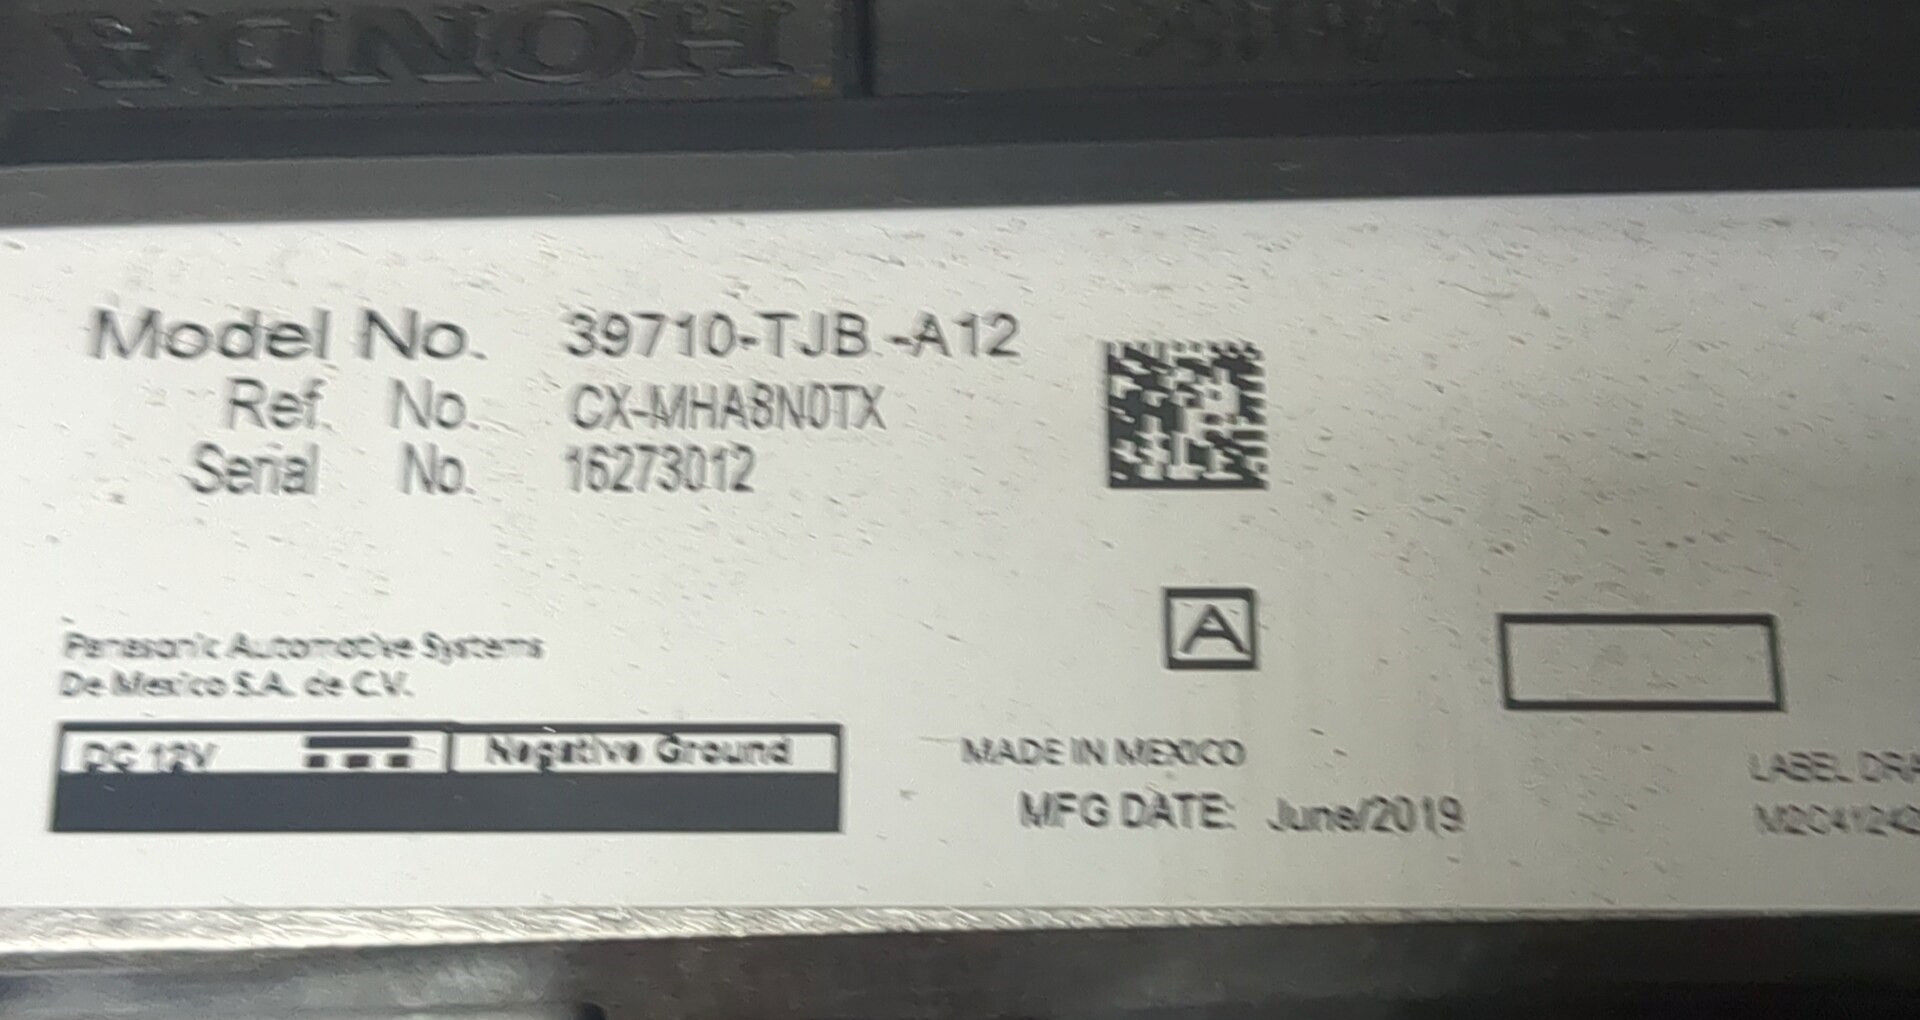 HONDA
Model No. 39710-TJB -A12
Ref. No. CX-MHA8N0TX
Serial No. 16273012
A
Panasonic Automotive Systems
De Mexico S.A. de C.V.
DC 12V Negative Ground
MADE IN MEXICO
MFG DATE: June/2019
LABEL